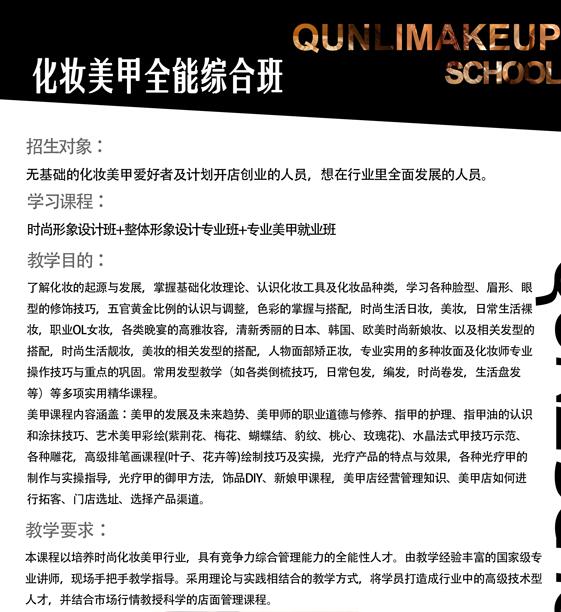 QUNLIMAKEUP
SCHOOL
化妆美甲全能综合班
招生对象：
无基础的化妆美甲爱好者及计划开店创业的人员，想在行业里全面发展的人员。
学习课程：
时尚形象设计班+整体形象设计专业班+专业美甲就业班
教学目的：
了解化妆的起源与发展，掌握基础化妆理论、认识化妆工具及化妆品种类，学习各种脸型、眉形、眼
型的修饰技巧，五官黄金比例的认识与调整，色彩的掌握与搭配，时尚生活日妆，美妆，日常生活裸
妆，职业OL女妆，各类晚宴的高雅妆容，清新秀丽的日本、韩国、欧美时尚新娘妆、以及相关发型的
搭配，时尚生活靓妆，美妆的相关发型的搭配，人物面部矫正妆，专业实用的多种妆面及化妆师专业
操作技巧与重点的巩固。常用发型教学（如各类倒梳技巧，日常包发，编发，时尚卷发，生活盘发
等）等多项实用精华课程。
美甲课程内容涵盖：美甲的发展及未来趋势、美甲师的职业道德与修养、指甲的护理、指甲油的认识
和涂抹技巧、艺术美甲彩绘(紫荆花、梅花、蝴蝶结、豹纹、桃心、玫瑰花)、水晶法式甲技巧示范、
各种雕花，高级排笔画课程(叶子、花卉等)绘制技巧及实操，光疗产品的特点与效果，各种光疗甲的
制作与实操指导，光疗甲的御甲方法，饰品DIY、新娘甲课程，美甲店经营管理知识、美甲店如何进
行拓客、门店选址、选择产品渠道。
教学要求：
本课程以培养时尚化妆美甲行业，具有竞争力综合管理能力的全能性人才。由教学经验丰富的国家级专
业讲师，现场手把手教学指导。采用理论与实践相结合的教学方式，将学员打造成行业中的高级技术型
人才，并结合市场行情教授科学的店面管理课程。